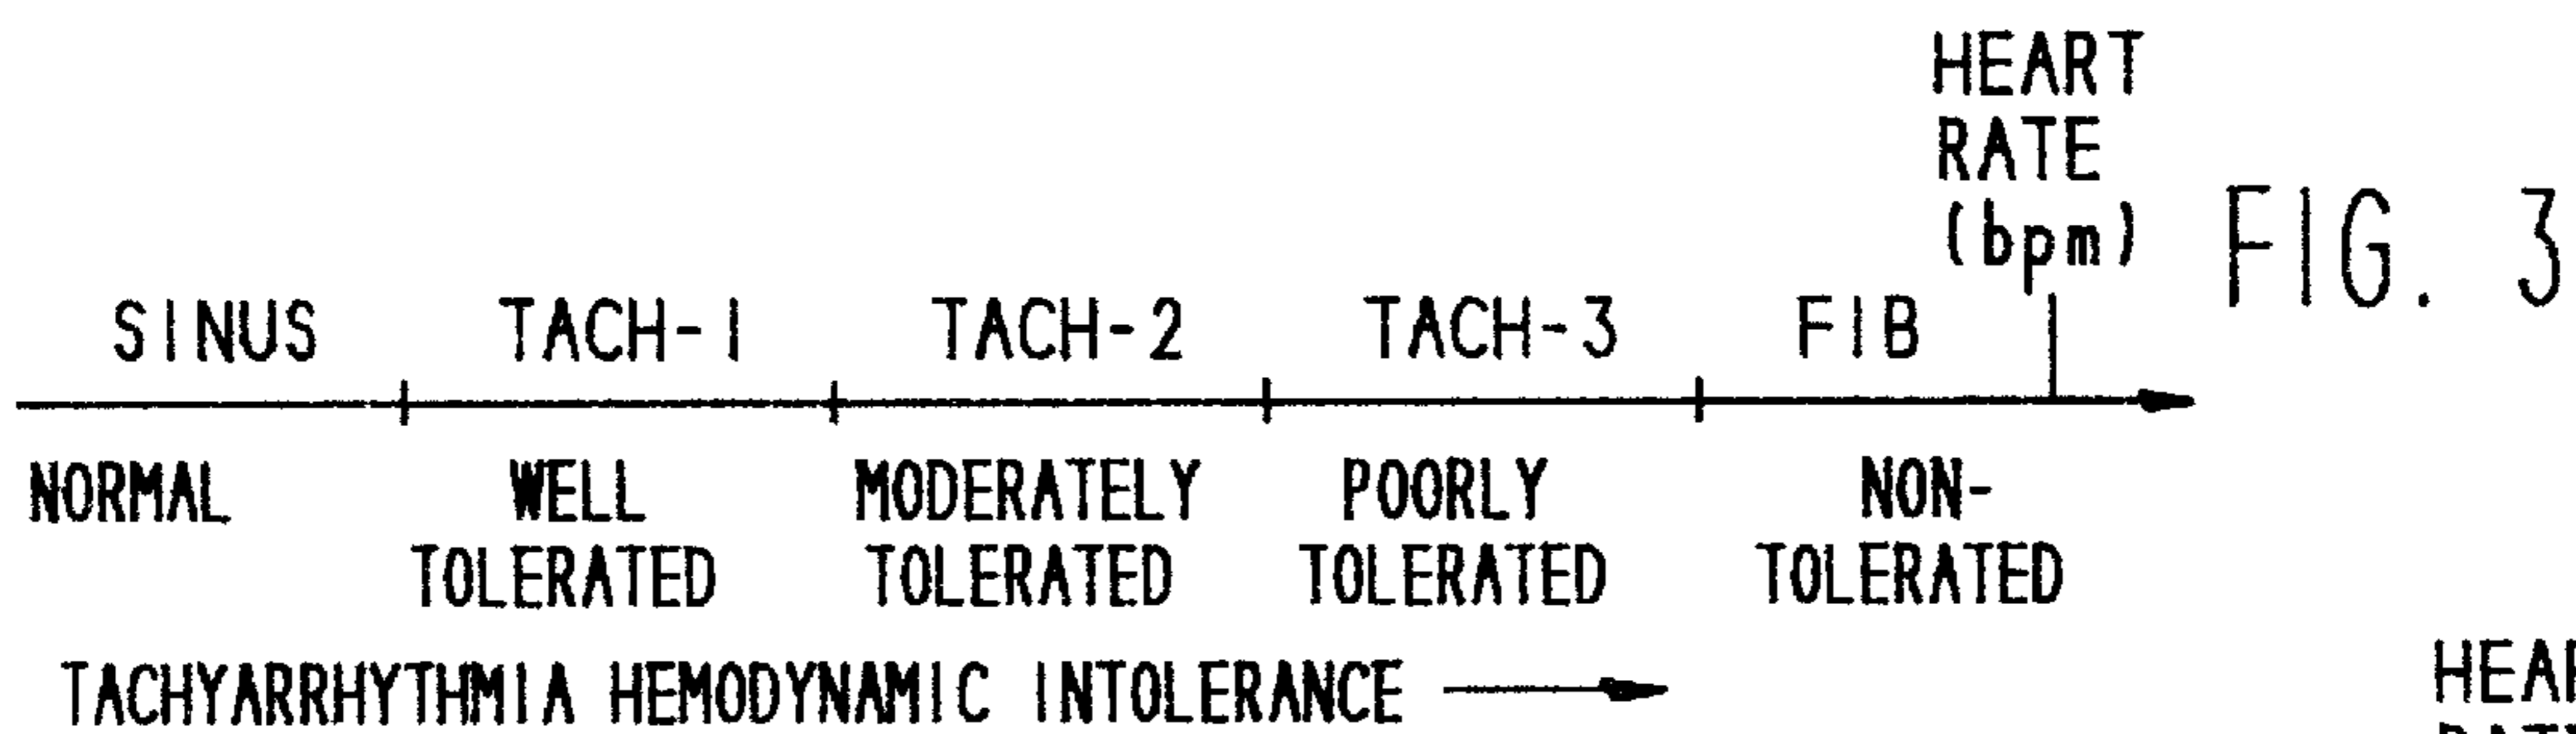 HEART
RATE
(bpm)
FIG. 3
SINUS TACH-1 TACH-2 TACH-3 FIB
NORMAL WELL MODERATELY POORLY NON-
TOLERATED TOLERATED TOLERATED TOLERATED
TACHYARRHYTHMIA HEMODYNAMIC INTOLERANCE